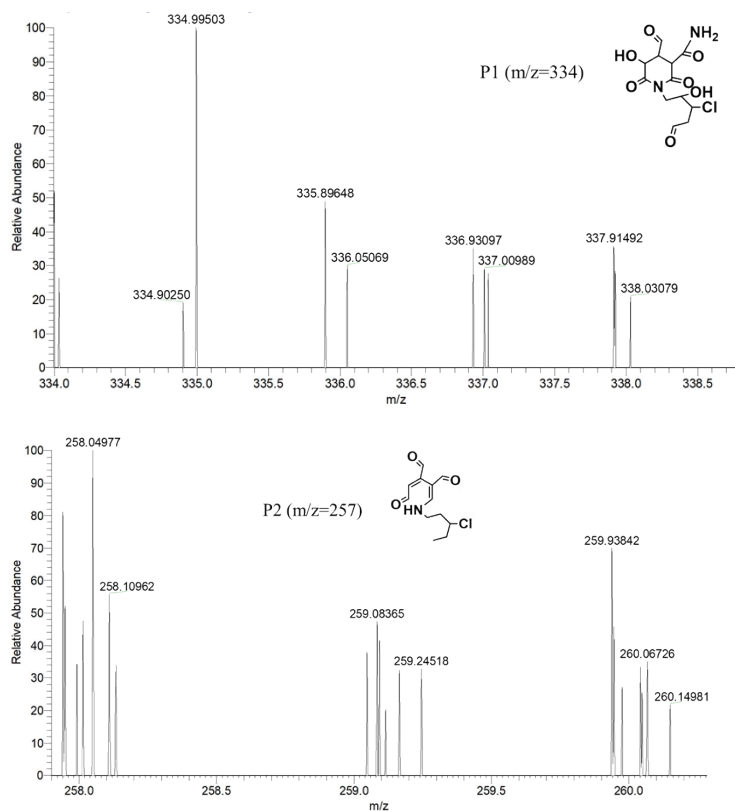 334.99503
100
90
80
70
60
50
40
30
20
10
0
Relative Abundance
335.89648
336.05069
334.90250
336.93097
337.00989
337.91492
338.03079
P1 (m/z=334)
O
NH2
HO
O
O
N
O
OH
Cl
O
334.0 334.5 335.0 335.5 336.0 336.5 337.0 337.5 338.0 338.5
m/z
258.04977
100
90
80
70
60
50
40
30
20
10
0
Relative Abundance
258.10962
259.08365
259.24518
259.93842
260.06726
260.14981
P2 (m/z=257)
O
O
O
HN
Cl
258.0 258.5 259.0 259.5 260.0
m/z